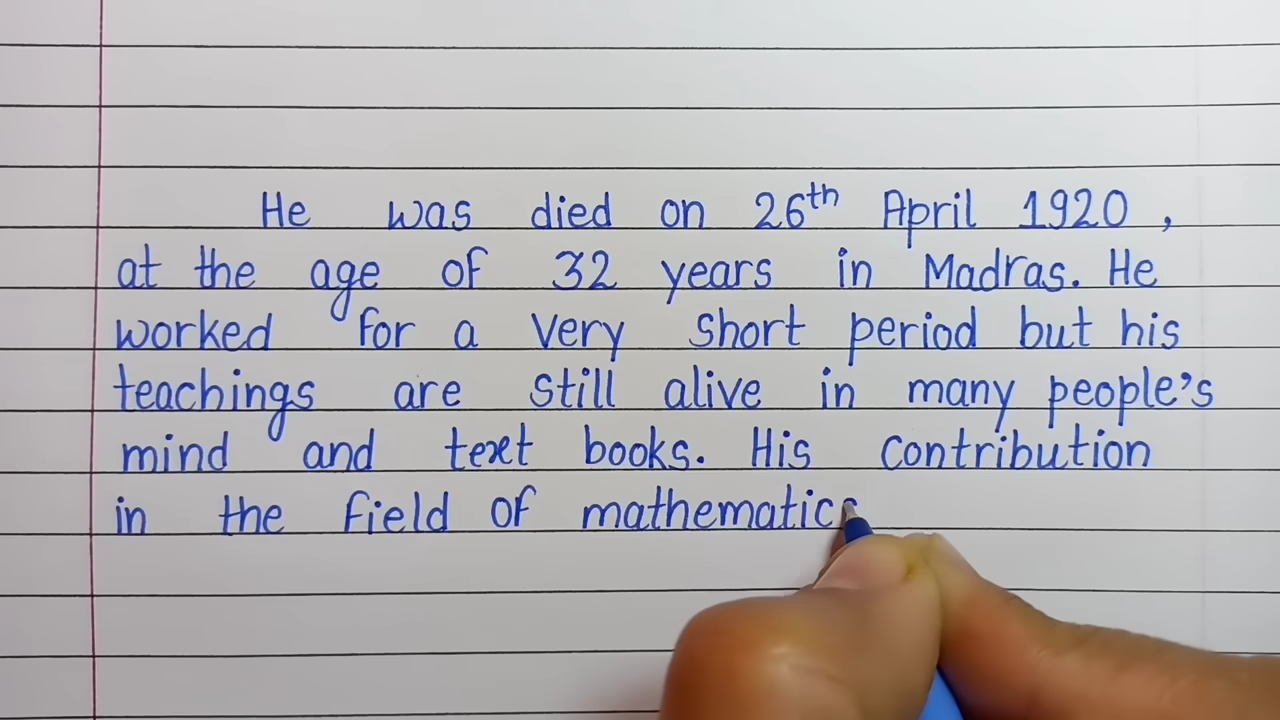 He was died on 26th April 1920,
at the age of 32 years in Madras. He
worked for a very short period but his
teachings are still alive in many people's
mind and text books. His contribution
in the field of mathematics